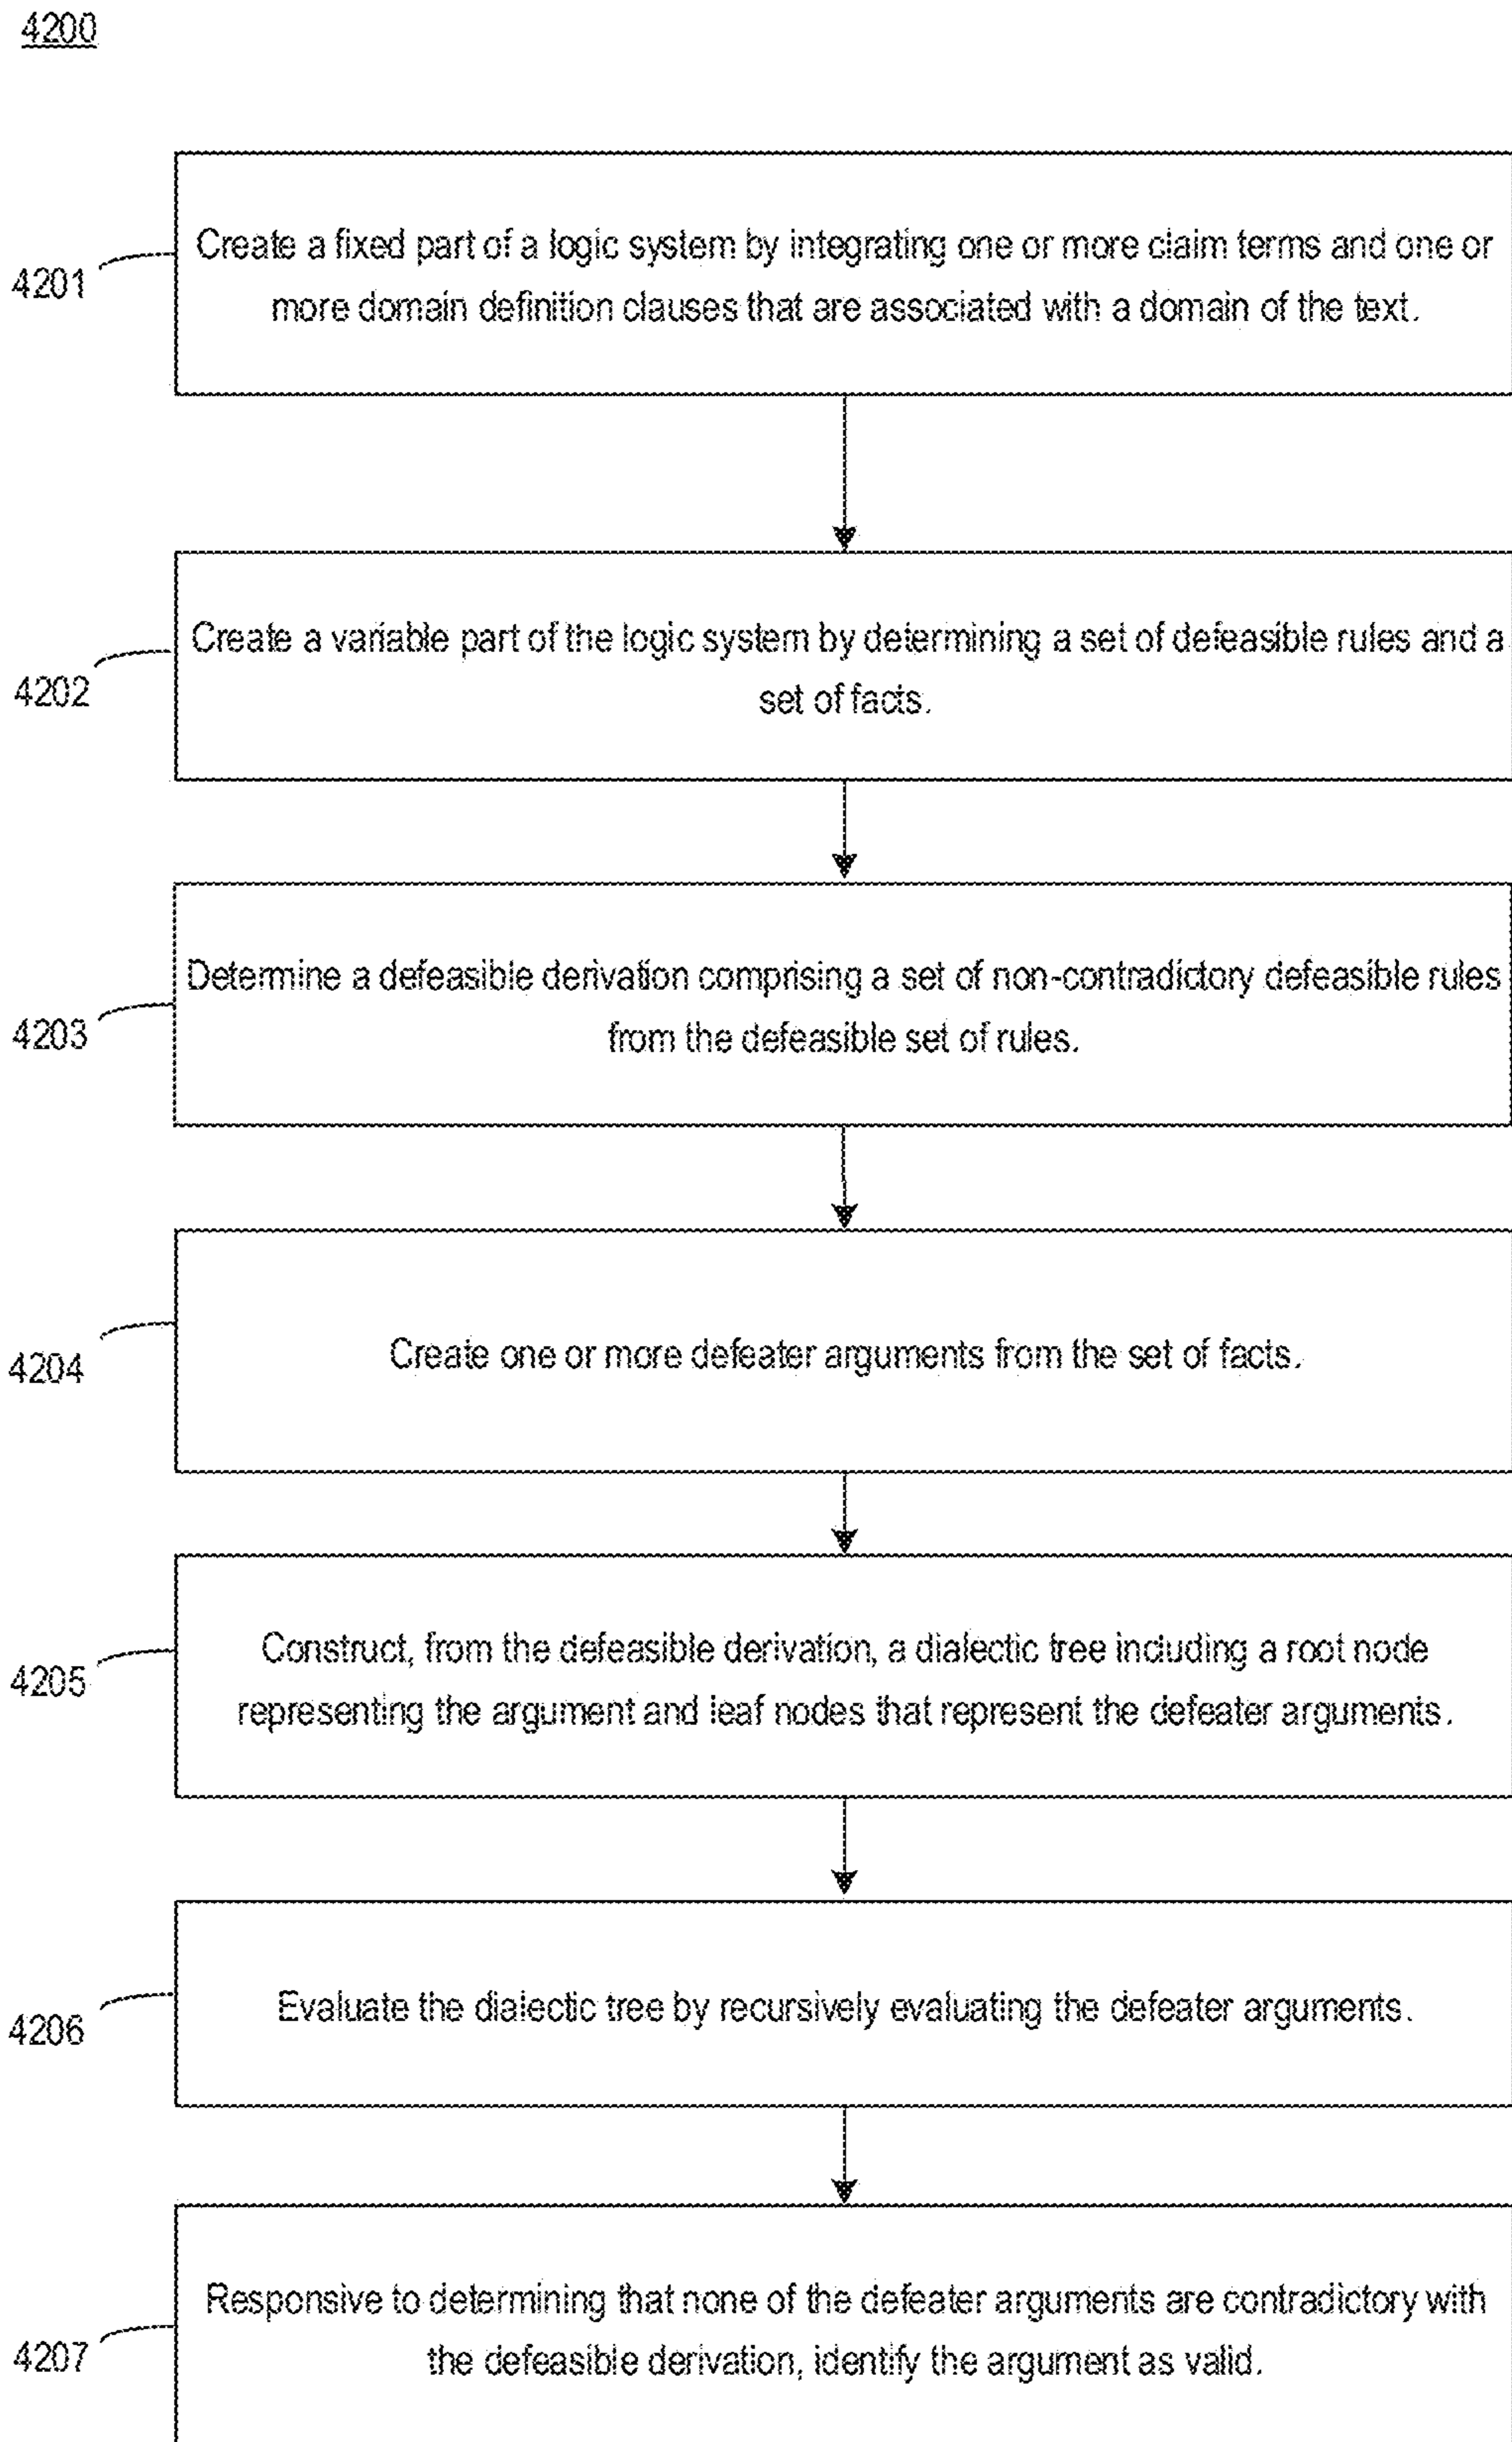 4200
Create a fixed part of a logic system by integrating one or more claim terms and one or
more domain definition clauses that are associated with a domain of the text.
4201
Create a variable part of the logic system by determining a set of defeasible rules and a
set of facts.
4202
Determine a defeasible derivation comprising a set of non-contradictory defeasible rules
from the defeasible set of rules.
4203
Create one or more defeater arguments from the set of facts.
4204
Construct, from the defeasible derivation, a dialectic tree including a root node
representing the argument and leaf nodes that represent the defeater arguments.
4205
Evaluate the dialectic tree by recursively evaluating the defeater arguments.
4206
Responsive to determining that none of the defeater arguments are contradictory with
the defeasible derivation, identify the argument as valid.
4207